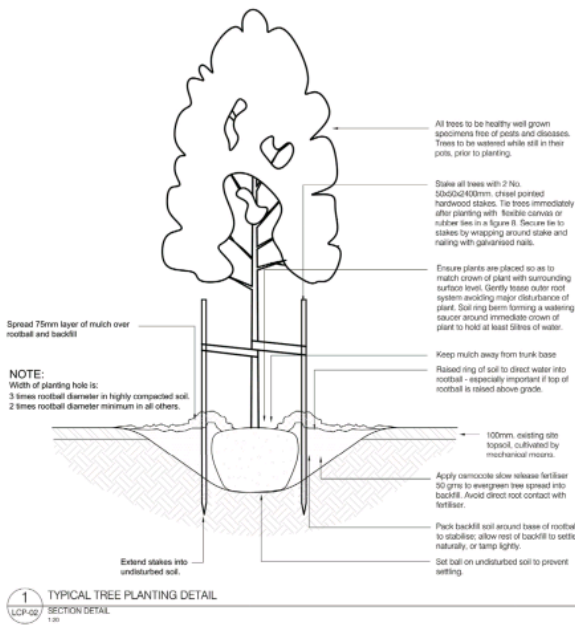 All trees to be healthy well grown
specimens free of pests and diseases.
Trees to be watered while still in their
pots, prior to planting.
Stake all trees with 2 No.
50x50x2400mm. chisel pointed
hardwood stakes. Tie trees immediately
after planting with flexible canvas or
rubber ties in a figure 8. Secure tie to
stakes by wrapping around stake and
nailing with galvanised nails.
Ensure plants are placed so as to
match crown of plant with surrounding
surface level. Gently tease outer root
system avoiding major disturbance of
plant. Soil ring berm forming a watering
saucer around immediate crown of
plant to hold at least 5litres of water.
Spread 75mm layer of mulch over
rootball and backfill
Keep mulch away from trunk base
NOTE:
Width of planting hole is:
3 times rootball diameter in highly compacted soil.
2 times rootball diameter minimum in all others.
Raised ring of soil to direct water into
rootball - especially important if top of
rootball is raised above grade.
100mm. existing site
topsoil, cultivated by
mechanical means.
Apply osmocote slow release fertiliser
50 gms to evergreen tree spread into
backfill. Avoid direct root contact with
fertiliser.
Pack backfill soil around base of rootball
to stabilise; allow rest of backfill to settle
naturally, or tamp lightly.
Extend stakes into
undisturbed soil.
Set ball on undisturbed soil to prevent
settling.
1 TYPICAL TREE PLANTING DETAIL
LCP-02 SECTION DETAIL
1:20